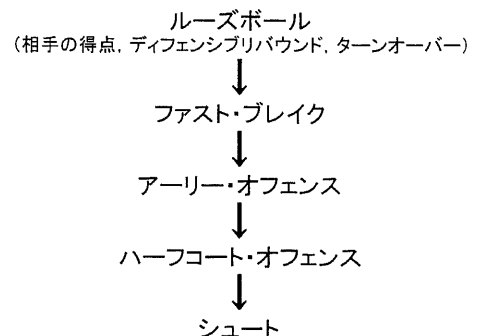 ルーズボール
(相手の得点, ディフェンシブリバウンド, ターンオーバー)
ファスト・ブレイク
アーリー・オフェンス
ハーフコート・オフェンス
シュート